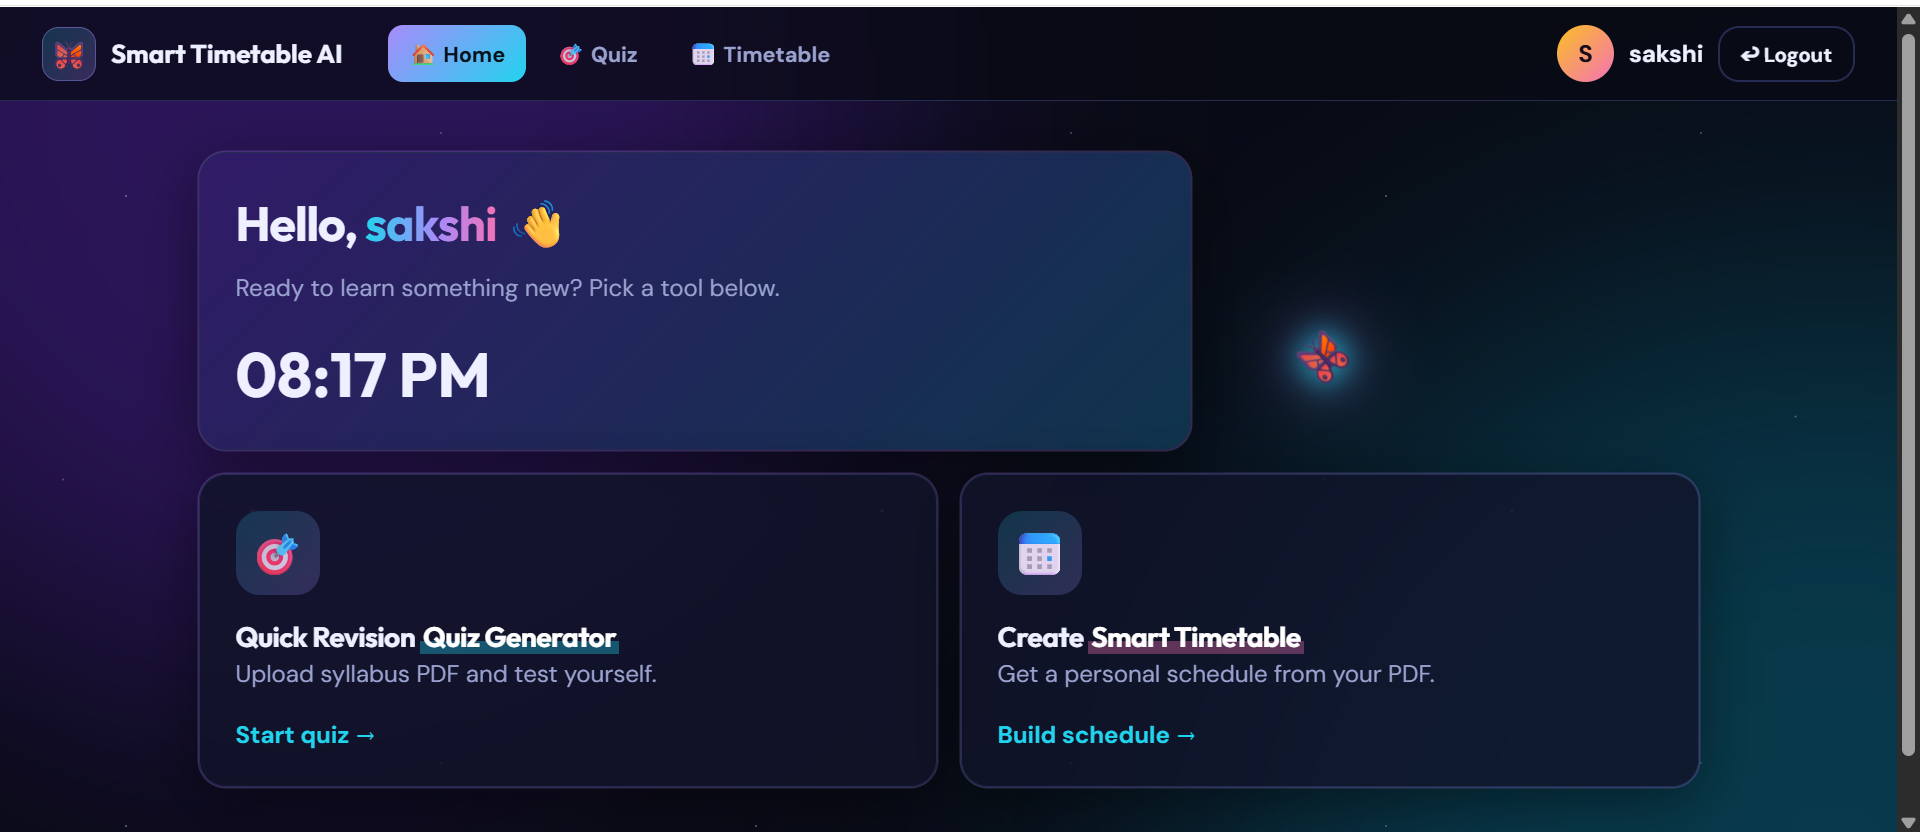 Smart Timetable AI
Home
Quiz
Timetable
S
sakshi
Logout
Hello, sakshi
Ready to learn something new? Pick a tool below.
08:17 PM
Quick Revision Quiz Generator
Upload syllabus PDF and test yourself.
Start quiz →
Create Smart Timetable
Get a personal schedule from your PDF.
Build schedule →